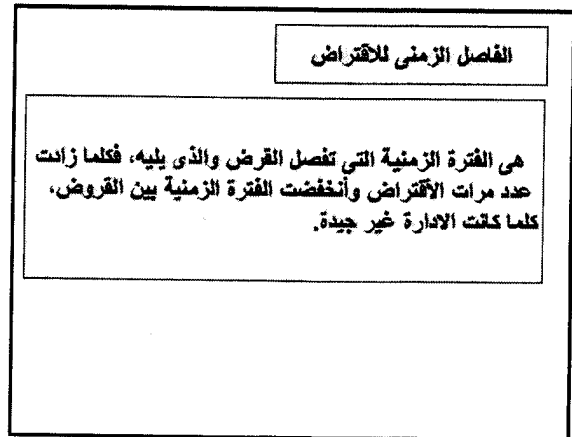 الفاصل الزمنى للاقتراض
هى الفترة الزمنية التى تفصل القرض والذى يليه، فكلما زادت
عدد مرات الأقتراض وأنخفضت الفترة الزمنية بين القروض،
كلما كانت الادارة غير جيدة.